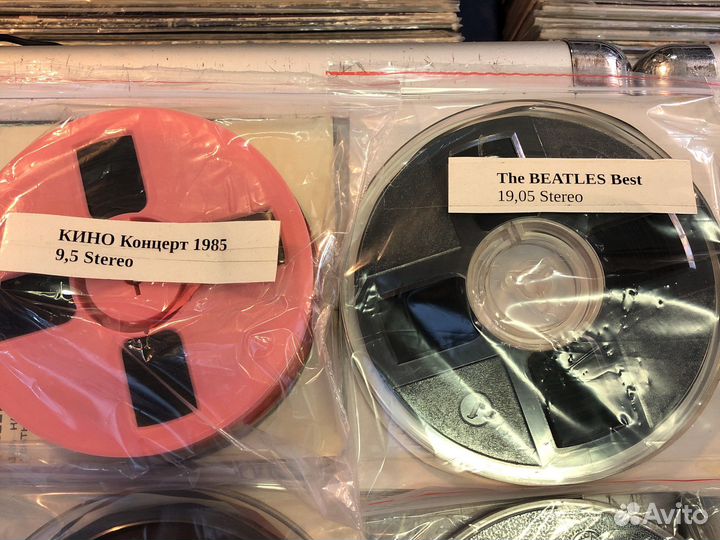 КИНО Концерт 1985
9,5 Stereo
The BEATLES Best
19,05 Stereo
Avito